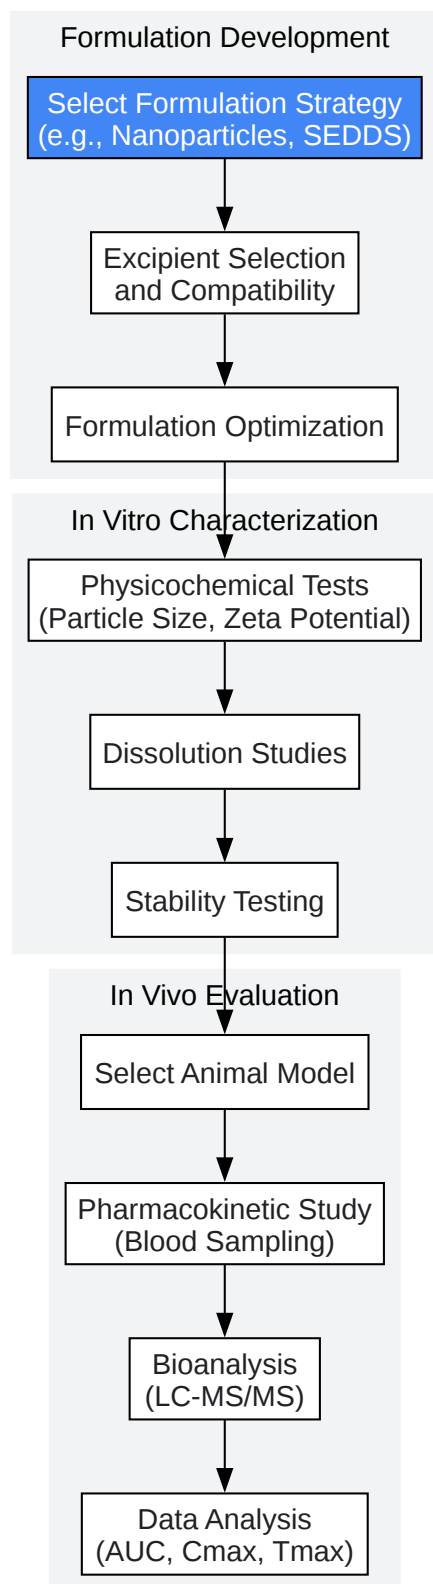 Formulation Development
Select Formulation Strategy
(e.g., Nanoparticles, SEDDS)
Excipient Selection
and Compatibility
Formulation Optimization
In Vitro Characterization
Physicochemical Tests
(Particle Size, Zeta Potential)
Dissolution Studies
Stability Testing
In Vivo Evaluation
Select Animal Model
Pharmacokinetic Study
(Blood Sampling)
Bioanalysis
(LC-MS/MS)
Data Analysis
(AUC, Cmax, Tmax)